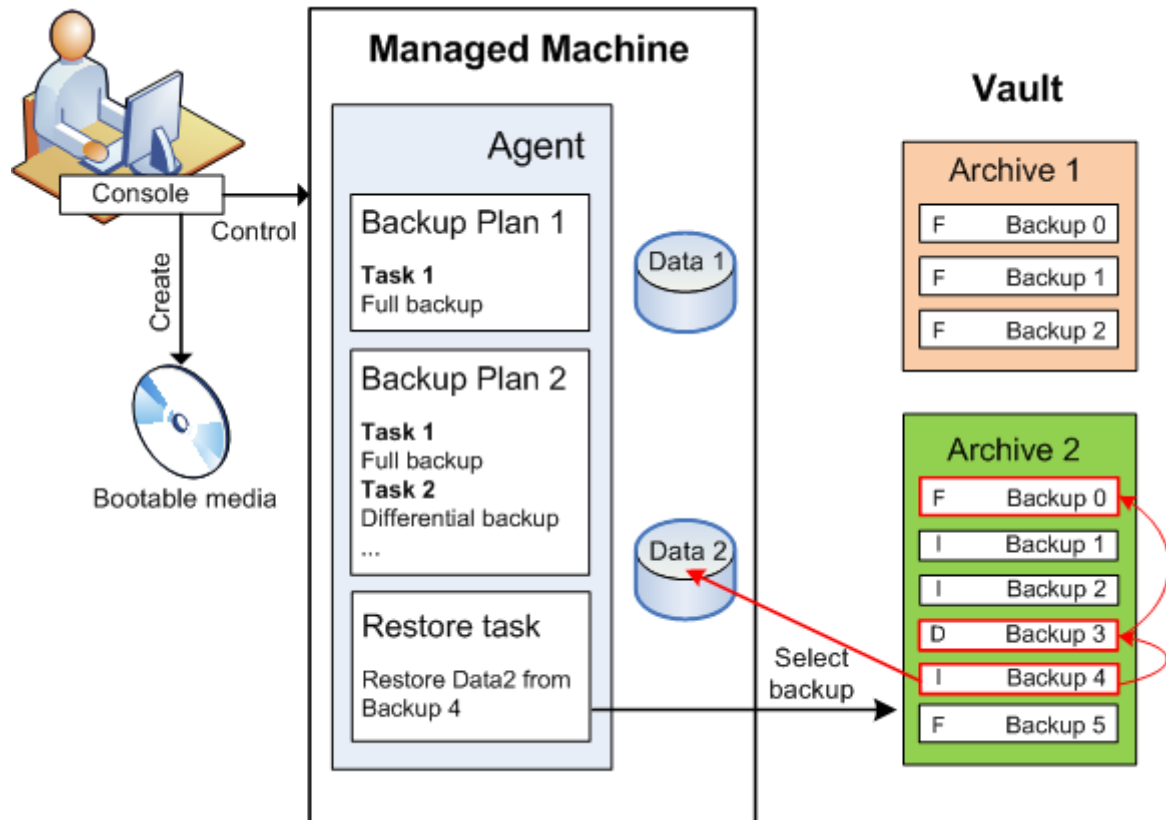 Console
Control
Create
Bootable media
Managed Machine
Agent
Backup Plan 1
Task 1
Full backup
Backup Plan 2
Task 1
Full backup
Task 2
Differential backup
...
Restore task
Restore Data2 from
Backup 4
Data 1
Data 2
Select
backup
Vault
Archive 1
F Backup 0
F Backup 1
F Backup 2
Archive 2
F Backup 0
I Backup 1
I Backup 2
D Backup 3
I Backup 4
F Backup 5